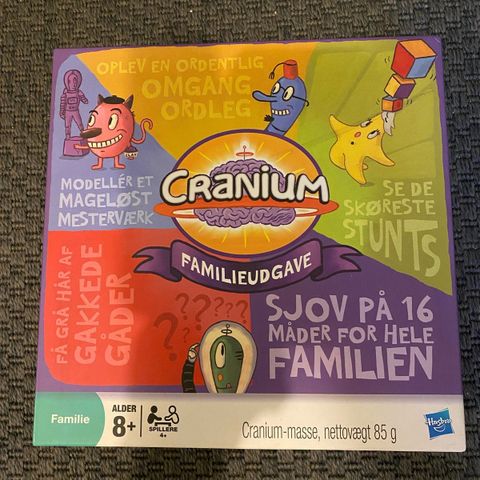 OPLEV EN ORDENTLIG
OMGANG
ORDLEG
MODELLÉR ET
MAGELØST
MESTERVÆRK
CRANIUM
FAMILIEUDGAVE
SE DE
SKØRESTE
STUNTS
FÅ GRÅ HÅR AF
GAKKEDE
GÅDER
???????
SJOV PÅ 16
MÅDER FOR HELE
FAMILIEN
Familie
ALDER
8+
SPILLERE
4+
Cranium-masse, nettovægt 85 g
Hasbro